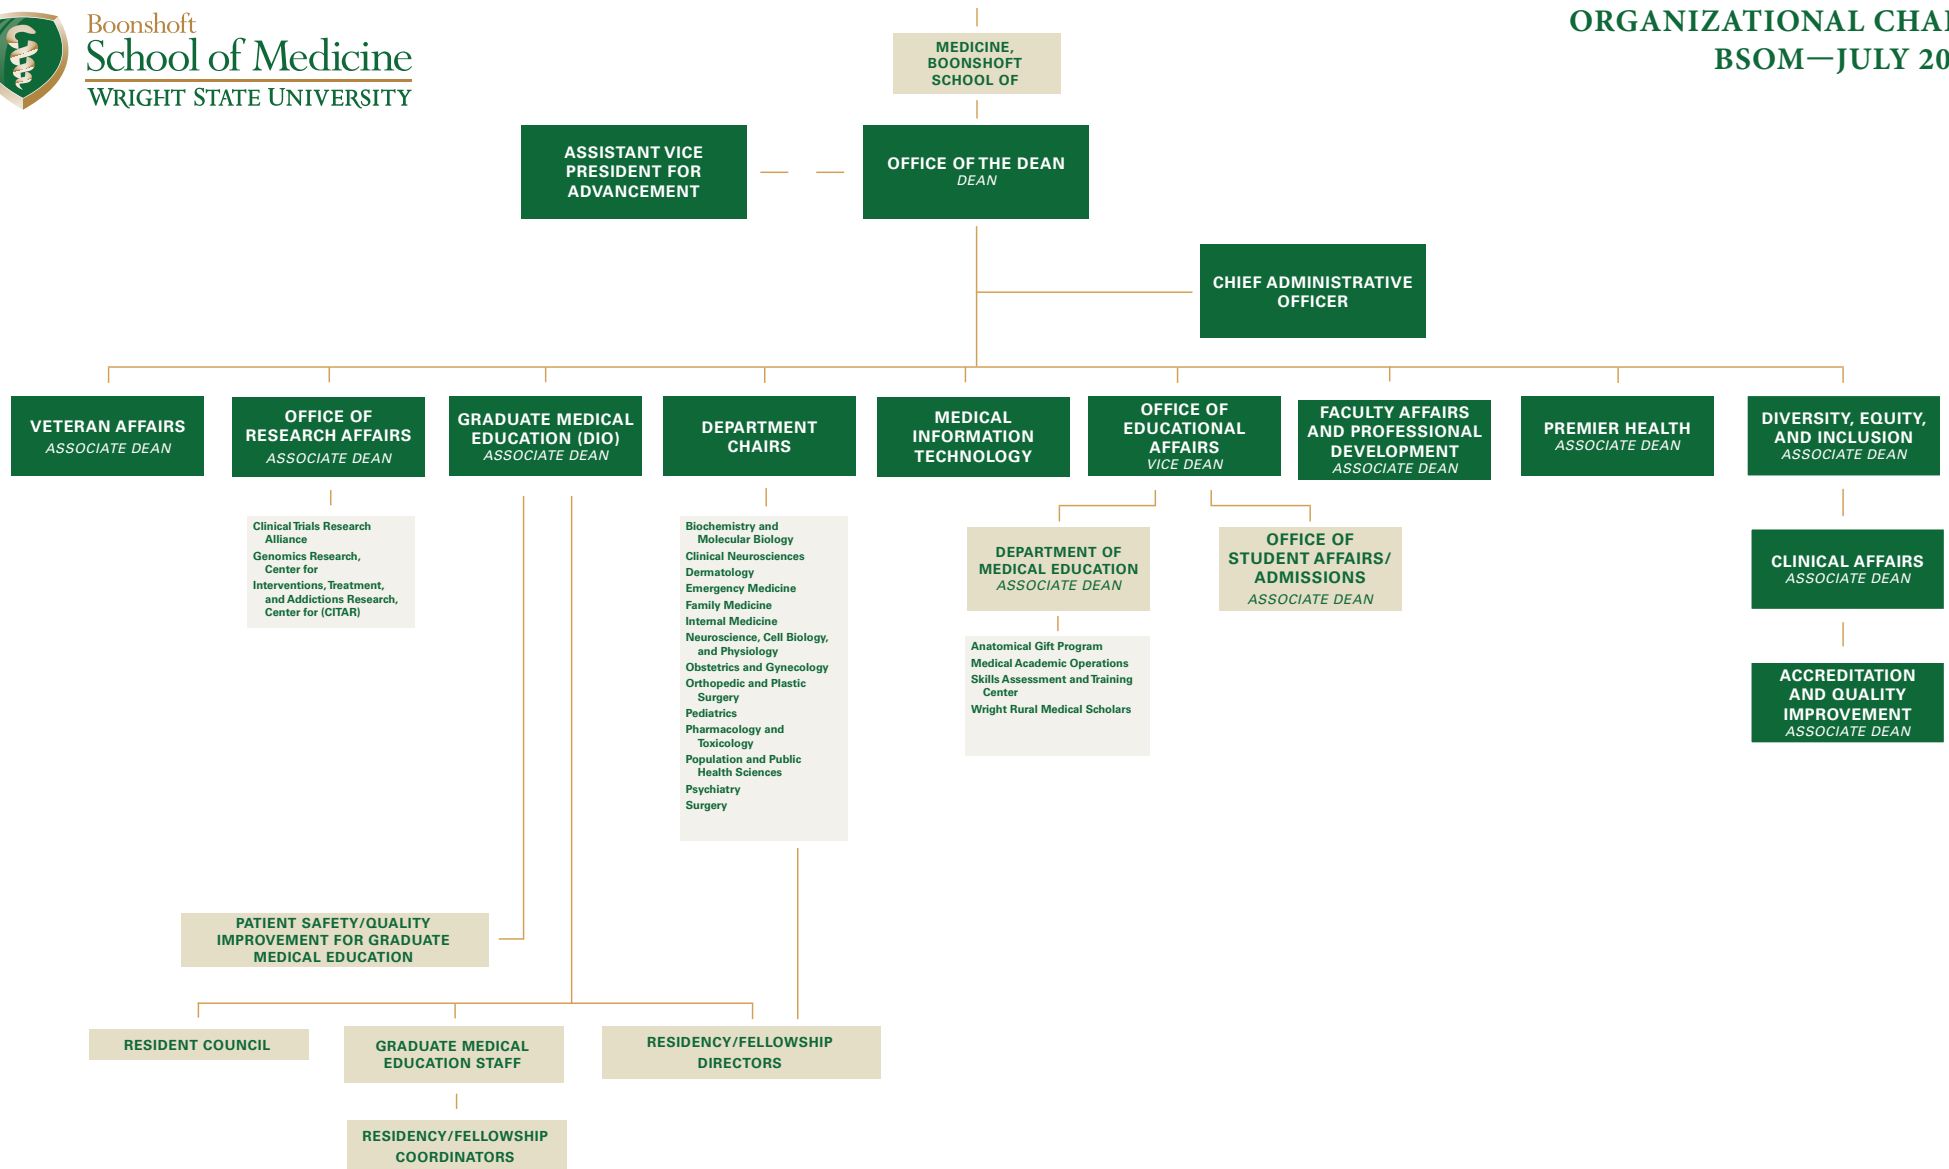 Boonshoft
School of Medicine
WRIGHT STATE UNIVERSITY
ORGANIZATIONAL
BSOM—JULY
MEDICINE,
BOONSHOFT
SCHOOL OF
ASSISTANT VICE
PRESIDENT FOR
ADVANCEMENT
OFFICE OF THE DEAN
DEAN
CHIEF ADMINISTRATIVE
OFFICER
VETERAN AFFAIRS
ASSOCIATE DEAN
OFFICE OF
RESEARCH AFFAIRS
ASSOCIATE DEAN
GRADUATE MEDICAL
EDUCATION (DIO)
ASSOCIATE DEAN
DEPARTMENT
CHAIRS
MEDICAL
INFORMATION
TECHNOLOGY
OFFICE OF
EDUCATIONAL
AFFAIRS
VICE DEAN
FACULTY AFFAIRS
AND PROFESSIONAL
DEVELOPMENT
ASSOCIATE DEAN
PREMIER HEALTH
ASSOCIATE DEAN
DIVERSITY, EQUITY,
AND INCLUSION
ASSOCIATE DEAN
Clinical Trials Research
Alliance
Genomics Research,
Center for
Interventions, Treatment,
and Addictions Research,
Center for (CITAR)
Biochemistry and
Molecular Biology
Clinical Neurosciences
Dermatology
Emergency Medicine
Family Medicine
Internal Medicine
Neuroscience, Cell Biology,
and Physiology
Obstetrics and Gynecology
Orthopedic and Plastic
Surgery
Pediatrics
Pharmacology and
Toxicology
Population and Public
Health Sciences
Psychiatry
Surgery
DEPARTMENT OF
MEDICAL EDUCATION
ASSOCIATE DEAN
OFFICE OF
STUDENT AFFAIRS/
ADMISSIONS
ASSOCIATE DEAN
Anatomical Gift Program
Medical Academic Operations
Skills Assessment and Training
Center
Wright Rural Medical Scholars
CLINICAL AFFAIRS
ASSOCIATE DEAN
ACCREDITATION
AND QUALITY
IMPROVEMENT
ASSOCIATE DEAN
PATIENT SAFETY/QUALITY
IMPROVEMENT FOR GRADUATE
MEDICAL EDUCATION
RESIDENT COUNCIL
GRADUATE MEDICAL
EDUCATION STAFF
RESIDENCY/FELLOWSHIP
DIRECTORS
RESIDENCY/FELLOWSHIP
COORDINATORS